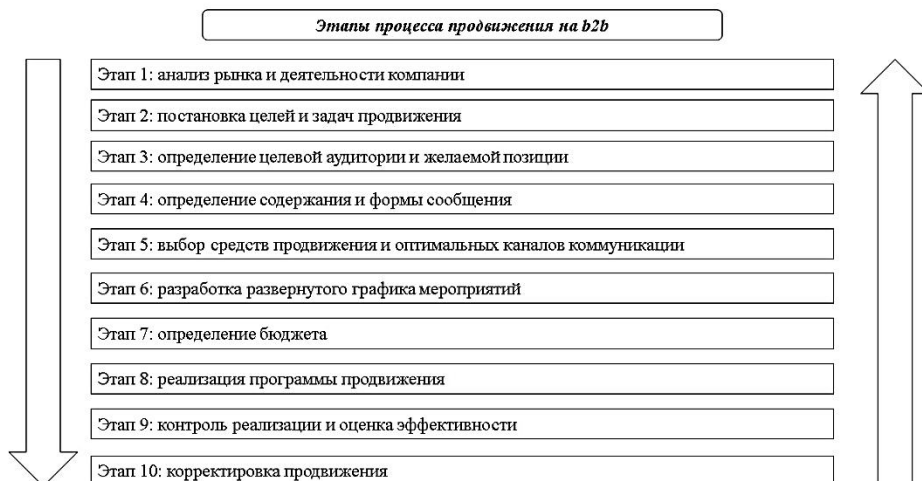 Этапы процесса продвижения на b2b
Этап 1: анализ рынка и деятельности компании
Этап 2: постановка целей и задач продвижения
Этап 3: определение целевой аудитории и желаемой позиции
Этап 4: определение содержания и формы сообщения
Этап 5: выбор средств продвижения и оптимальных каналов коммуникации
Этап 6: разработка развернутого графика мероприятий
Этап 7: определение бюджета
Этап 8: реализация программы продвижения
Этап 9: контроль реализации и оценка эффективности
Этап 10: корректировка продвижения